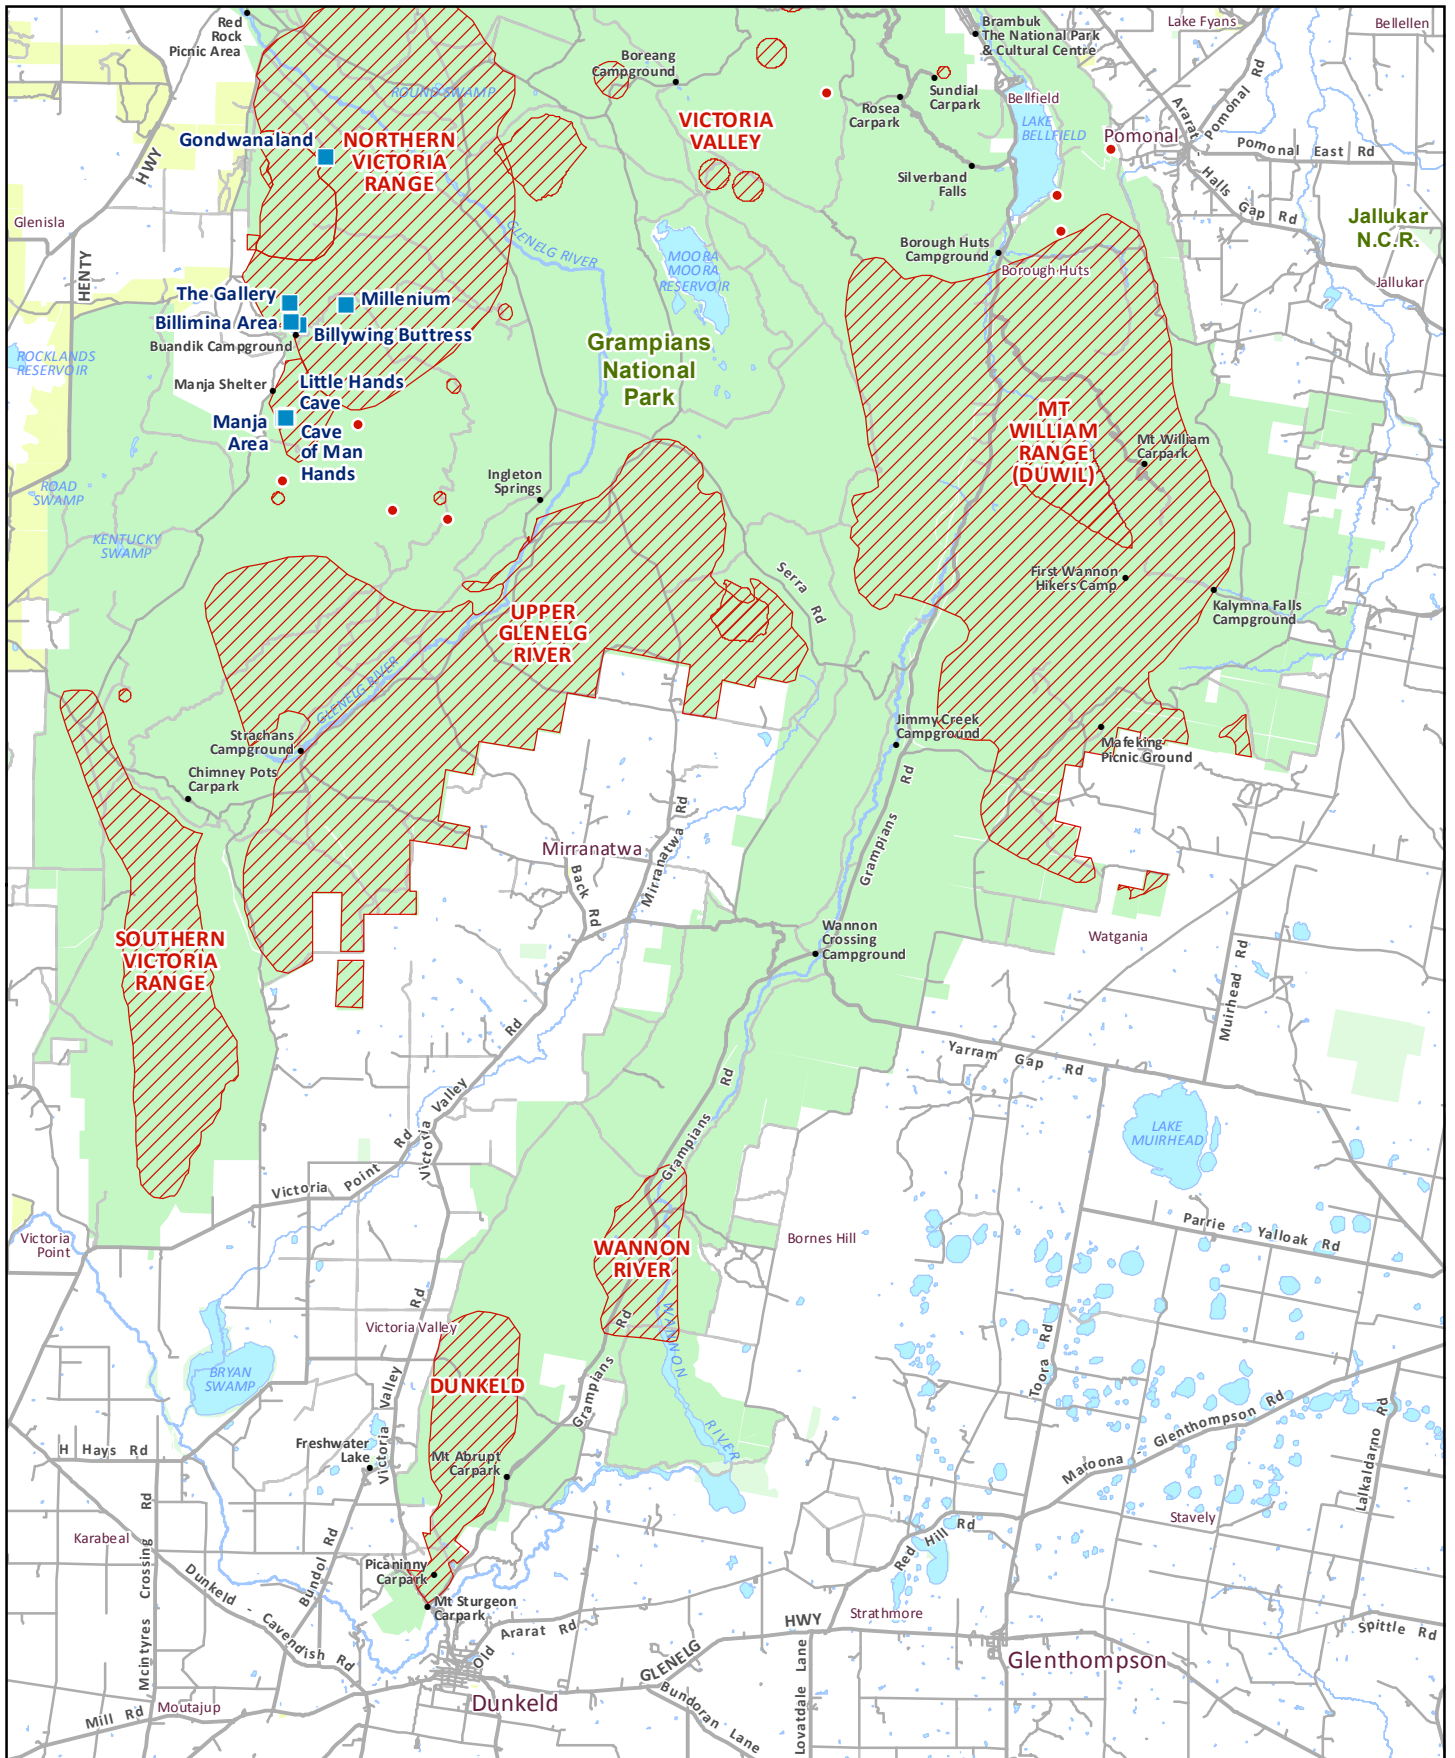 Red
Rock
Picnic Area
Brambuk
The National Park
& Cultural Centre
Lake Fyans
Bellellen
Boreang
Campground
ROUND SWAMP
Sundial
Carpark
Rosea
Carpark
Bellfield
LAKE
BELLFIELD
Ararat
Pomonal Rd
Pomonal
Pomonal East Rd
VICTORIA
VALLEY
Gondwanaland
NORTHERN
VICTORIA
RANGE
HWY
Silverband
Falls
Halls Gap Rd
Jallukar
N.C.R.
Glenisla
GLENELG RIVER
HENTY
MOORA
MOORA
RESERVOIR
Borough Huts
Campground
Borough Huts
Jallukar
The Gallery
Millenium
Billimina Area
Billywing Buttress
Buandik Campground
ROCKLANDS
RESERVOIR
Grampians
National
Park
Manja Shelter
Little Hands
Cave
Manja
Area
Cave
of Man
Hands
MT
WILLIAM
RANGE
(DUWIL)
Mt William
Carpark
Ingleton
Springs
ROAD
SWAMP
KENTUCKY
SWAMP
Serra Rd
First Wannon
Hikers Camp
Kalymna Falls
Campground
UPPER
GLENELG
RIVER
GLENELG RIVER
Strachans
Campground
Chimney Pots
Carpark
Jimmy Creek
Campground
Mafeking
Picnic Ground
Grampians Rd
Mirranatwa
Mirranatwa Rd
Back Rd
SOUTHERN
VICTORIA
RANGE
Wannon
Crossing
Campground
Watgania
Muirhead Rd
Victoria Valley Rd
Yarram Gap Rd
Grampians Rd
LAKE
MUIRHEAD
Victoria Point Rd
Victoria
Point
Parrie - Yalloak Rd
WANNON
RIVER
Bornes Hill
Victoria Valley Rd
Victoria Valley
WANNON RIVER
Toora Rd
BRYAN
SWAMP
DUNKELD
Grampians Rd
H Hays Rd
Freshwater
Lake
Mt Abrupt
Carpark
Maroona - Glenthompson Rd
Lalkaldarno Rd
Stavely
Karabeal
Mcintyres Crossing Rd
Bundol Rd
Dunkeld - Cavendish Rd
Picaninny
Carpark
Mt Sturgeon
Carpark
Red Hill Rd
Strathmore
Spittle Rd
Old Ararat Rd
GLENELG HWY
Lovatdale Lane
Glenthompson
Mill Rd
Moutajup
Dunkeld
Bundoran Lane